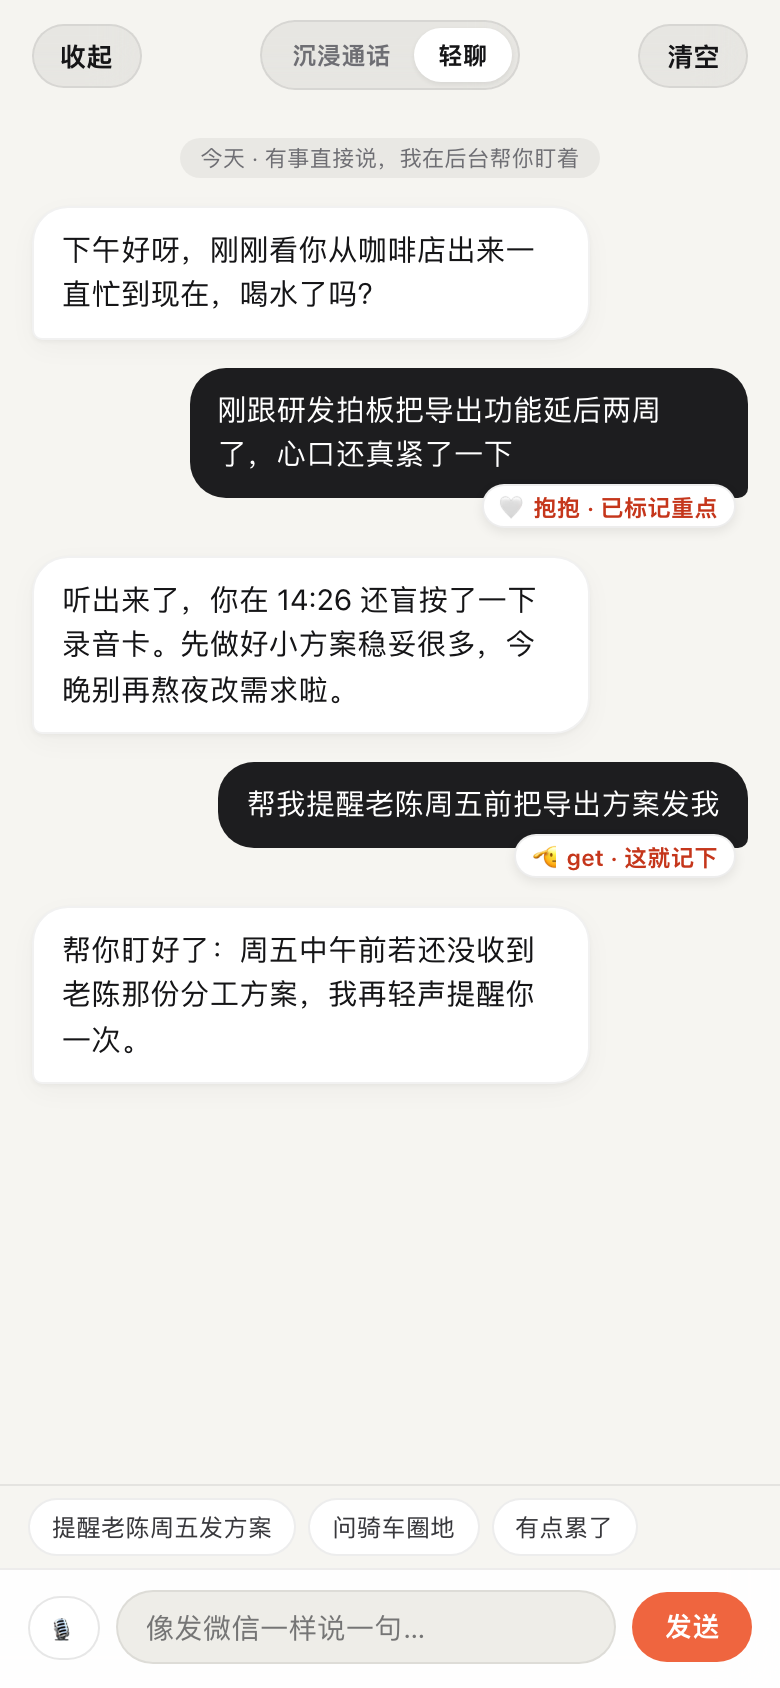 收起
沉浸通话
轻聊
清空
今天 · 有事直接说，我在后台帮你盯着
下午好呀，刚刚看你从咖啡店出来一
直忙到现在，喝水了吗？
刚跟研发拍板把导出功能延后两周
了，心口还真紧了一下
🤍 抱抱 · 已标记重点
听出来了，你在 14:26 还盲按了一下
录音卡。先做好小方案稳妥很多，今
晚别再熬夜改需求啦。
帮我提醒老陈周五前把导出方案发我
🫡 get · 这就记下
帮你盯好了：周五中午前若还没收到
老陈那份分工方案，我再轻声提醒你
一次。
提醒老陈周五发方案
问骑车圈地
有点累了
🎙️
像发微信一样说一句...
发送